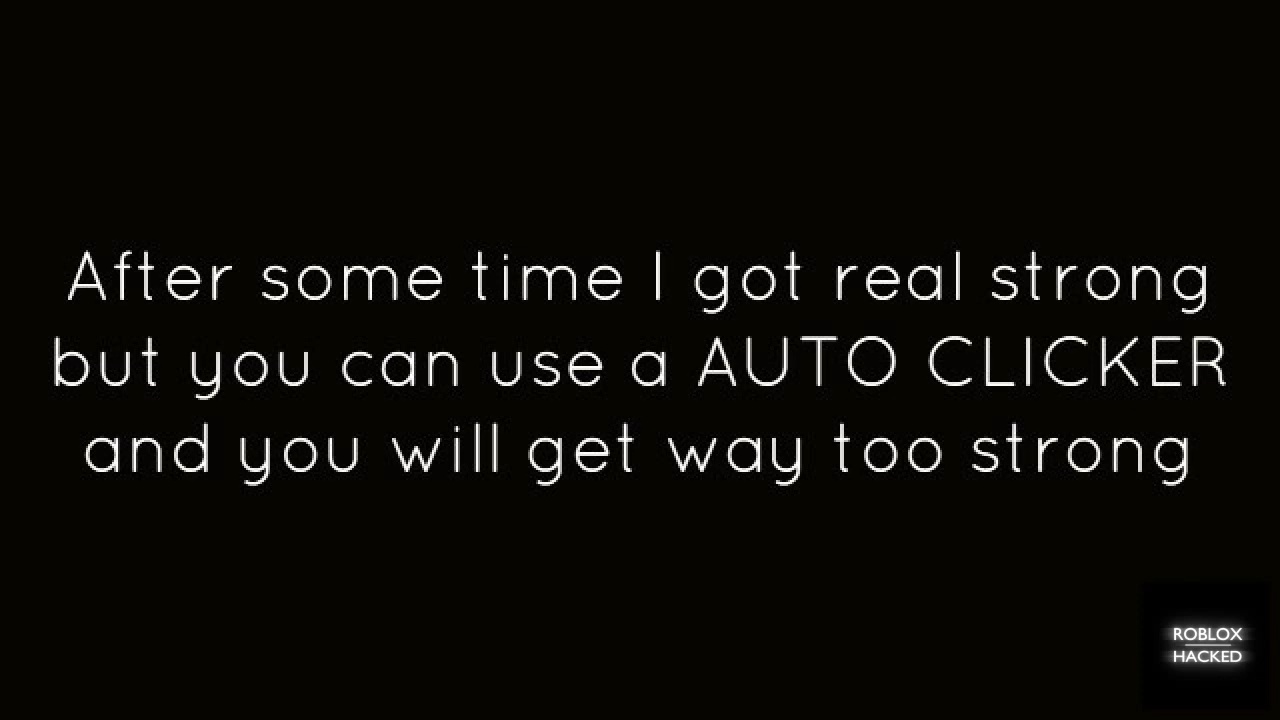 After some time I got real strong
but you can use a AUTO CLICKER
and you will get way too strong
ROBLOX
HACKED